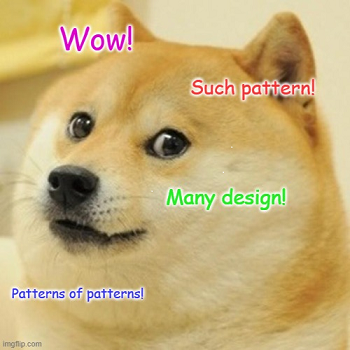 Wow!
Such pattern!
Many design!
Patterns of patterns!
imgflip.com